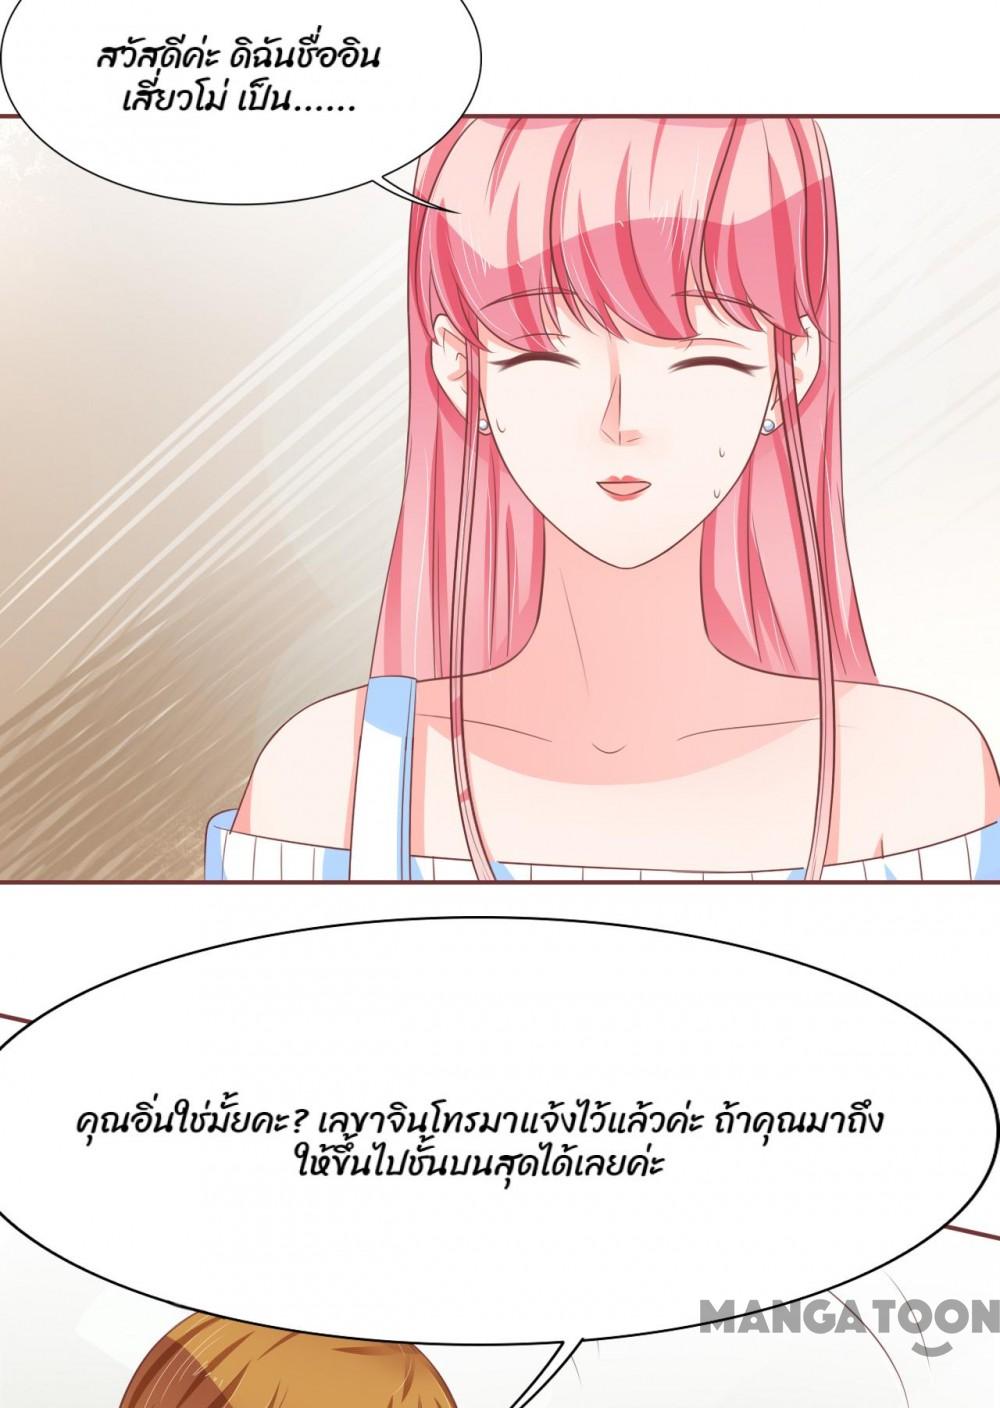 สวัสดีค่ะ ดิฉันชื่ออิน
เสี่ยวโม่ เป็น......
คุณอิ่นใช่มั้ยคะ? เลขาจินโทรมาแจ้งไว้แล้วค่ะ ถ้าคุณมาถึง
ให้ขึ้นไปชั้นบนสุดได้เลยค่ะ
MANGATOON